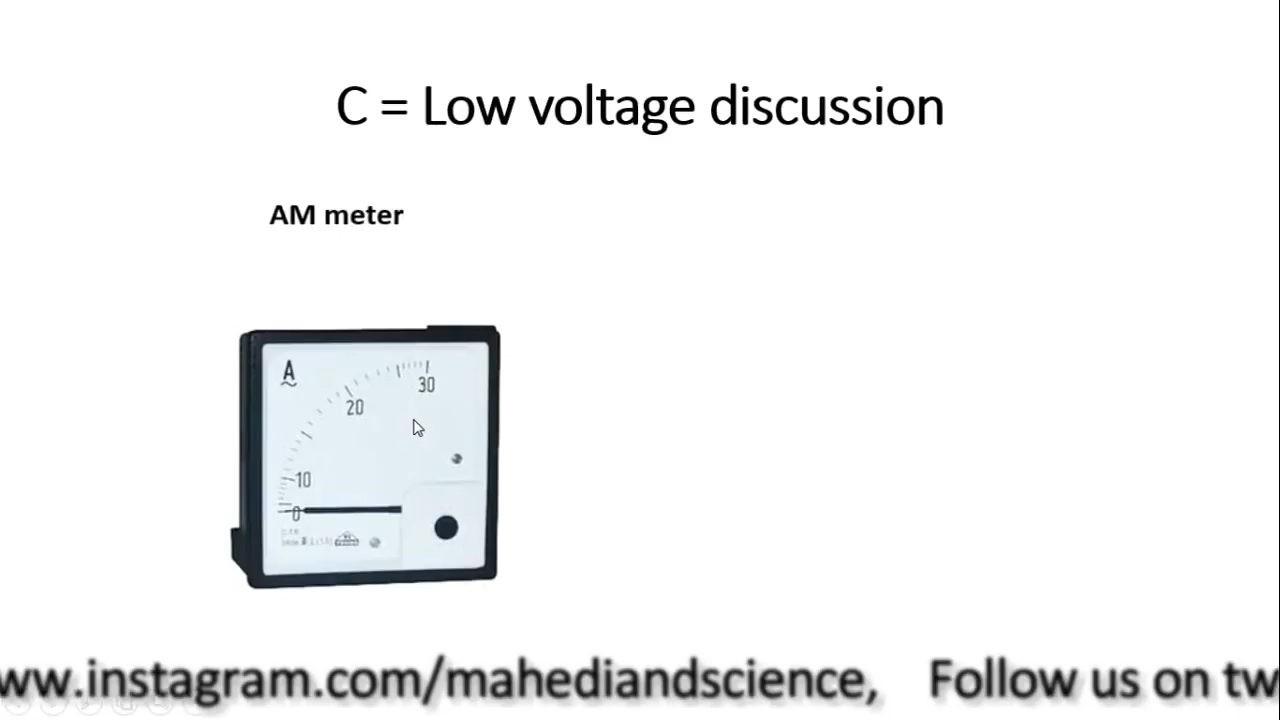 C = Low voltage discussion
AM meter
A
30
20
10
0
ww.instagram.com/mahediandscience, Follow us on tw